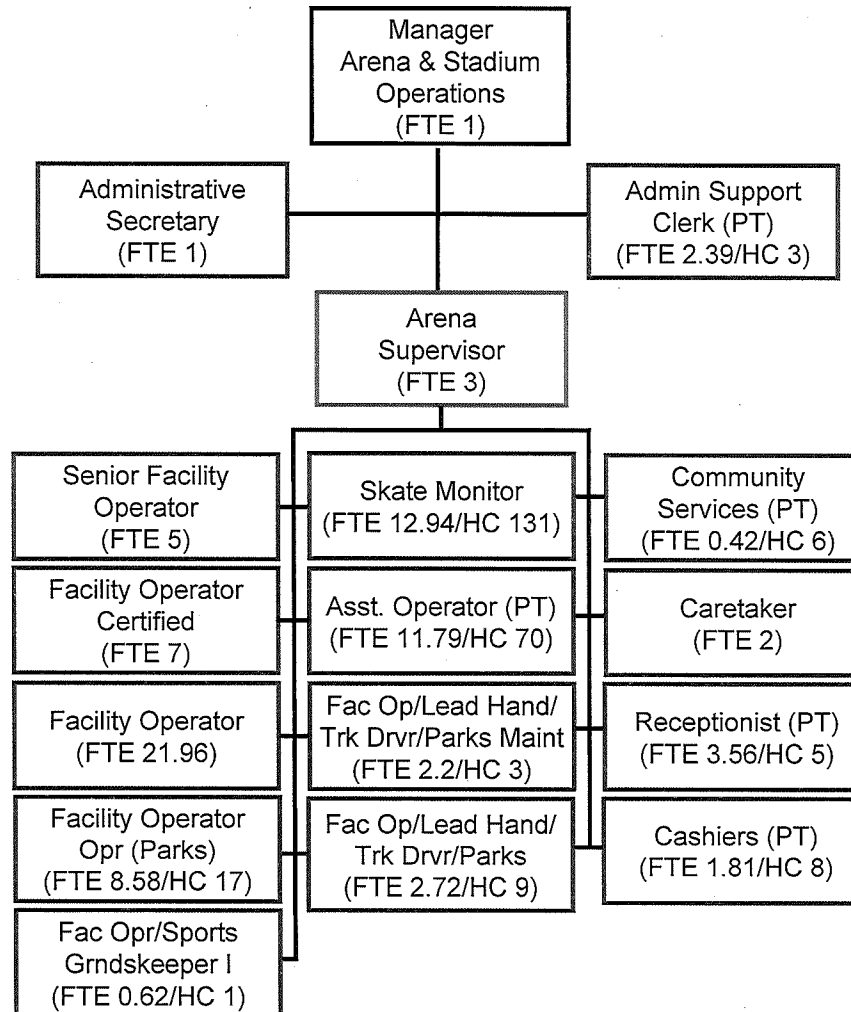 Manager
Arena & Stadium
Operations
(FTE 1)
Administrative
Secretary
(FTE 1)
Admin Support
Clerk (PT)
(FTE 2.39/HC 3)
Arena
Supervisor
(FTE 3)
Senior Facility
Operator
(FTE 5)
Skate Monitor
(FTE 12.94/HC 131)
Community
Services (PT)
(FTE 0.42/HC 6)
Facility Operator
Certified
(FTE 7)
Asst. Operator (PT)
(FTE 11.79/HC 70)
Caretaker
(FTE 2)
Facility Operator
(FTE 21.96)
Fac Op/Lead Hand/
Trk Drvr/Parks Maint
(FTE 2.2/HC 3)
Receptionist (PT)
(FTE 3.56/HC 5)
Facility Operator
Opr (Parks)
(FTE 8.58/HC 17)
Fac Op/Lead Hand/
Trk Drvr/Parks
(FTE 2.72/HC 9)
Cashiers (PT)
(FTE 1.81/HC 8)
Fac Opr/Sports
Grndskeeper I
(FTE 0.62/HC 1)